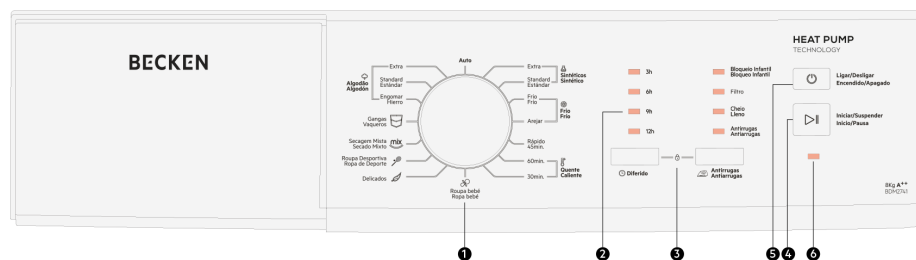 BECKEN
Auto
Extra
Algodão
Algodón
Standard
Estándar
Engomar
Hierro
Gangas
Vaqueros
Secagem Mista
Secado Mixto
mix
Roupa Desportiva
Ropa de Deporte
Delicados
Roupa bebé
Ropa bebé
Extra
Sintéticos
Sintético
Standard
Estándar
Frio
Frío
Frio
Frío
Arejar
Rápido
45min.
60min.
30min.
Quente
Caliente
3h
6h
9h
12h
Bloqueio Infantil
Bloqueo Infantil
Filtro
Cheio
Lleno
Antirrugas
Antiarrugas
Diferido
Antirrugas
Antiarrugas
HEAT PUMP
TECHNOLOGY
Ligar/Desligar
Encendido/Apagado
Iniciar/Suspender
Inicio/Pausa
8Kg A++
BDM2741
1
2
3
5
4
6